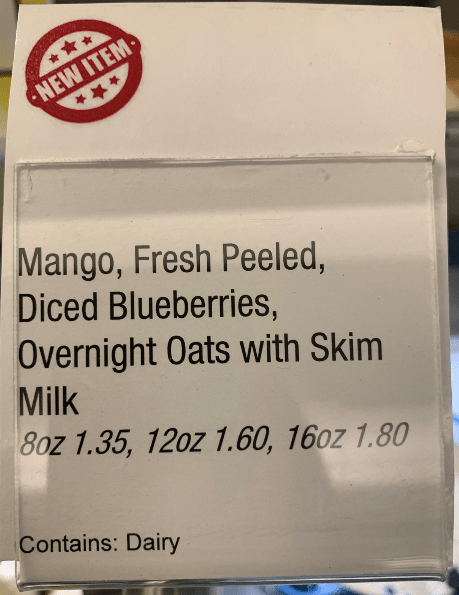 NEW ITEM
Mango, Fresh Peeled,
Diced Blueberries,
Overnight Oats with Skim
Milk
8oz 1.35, 12oz 1.60, 16oz 1.80
Contains: Dairy